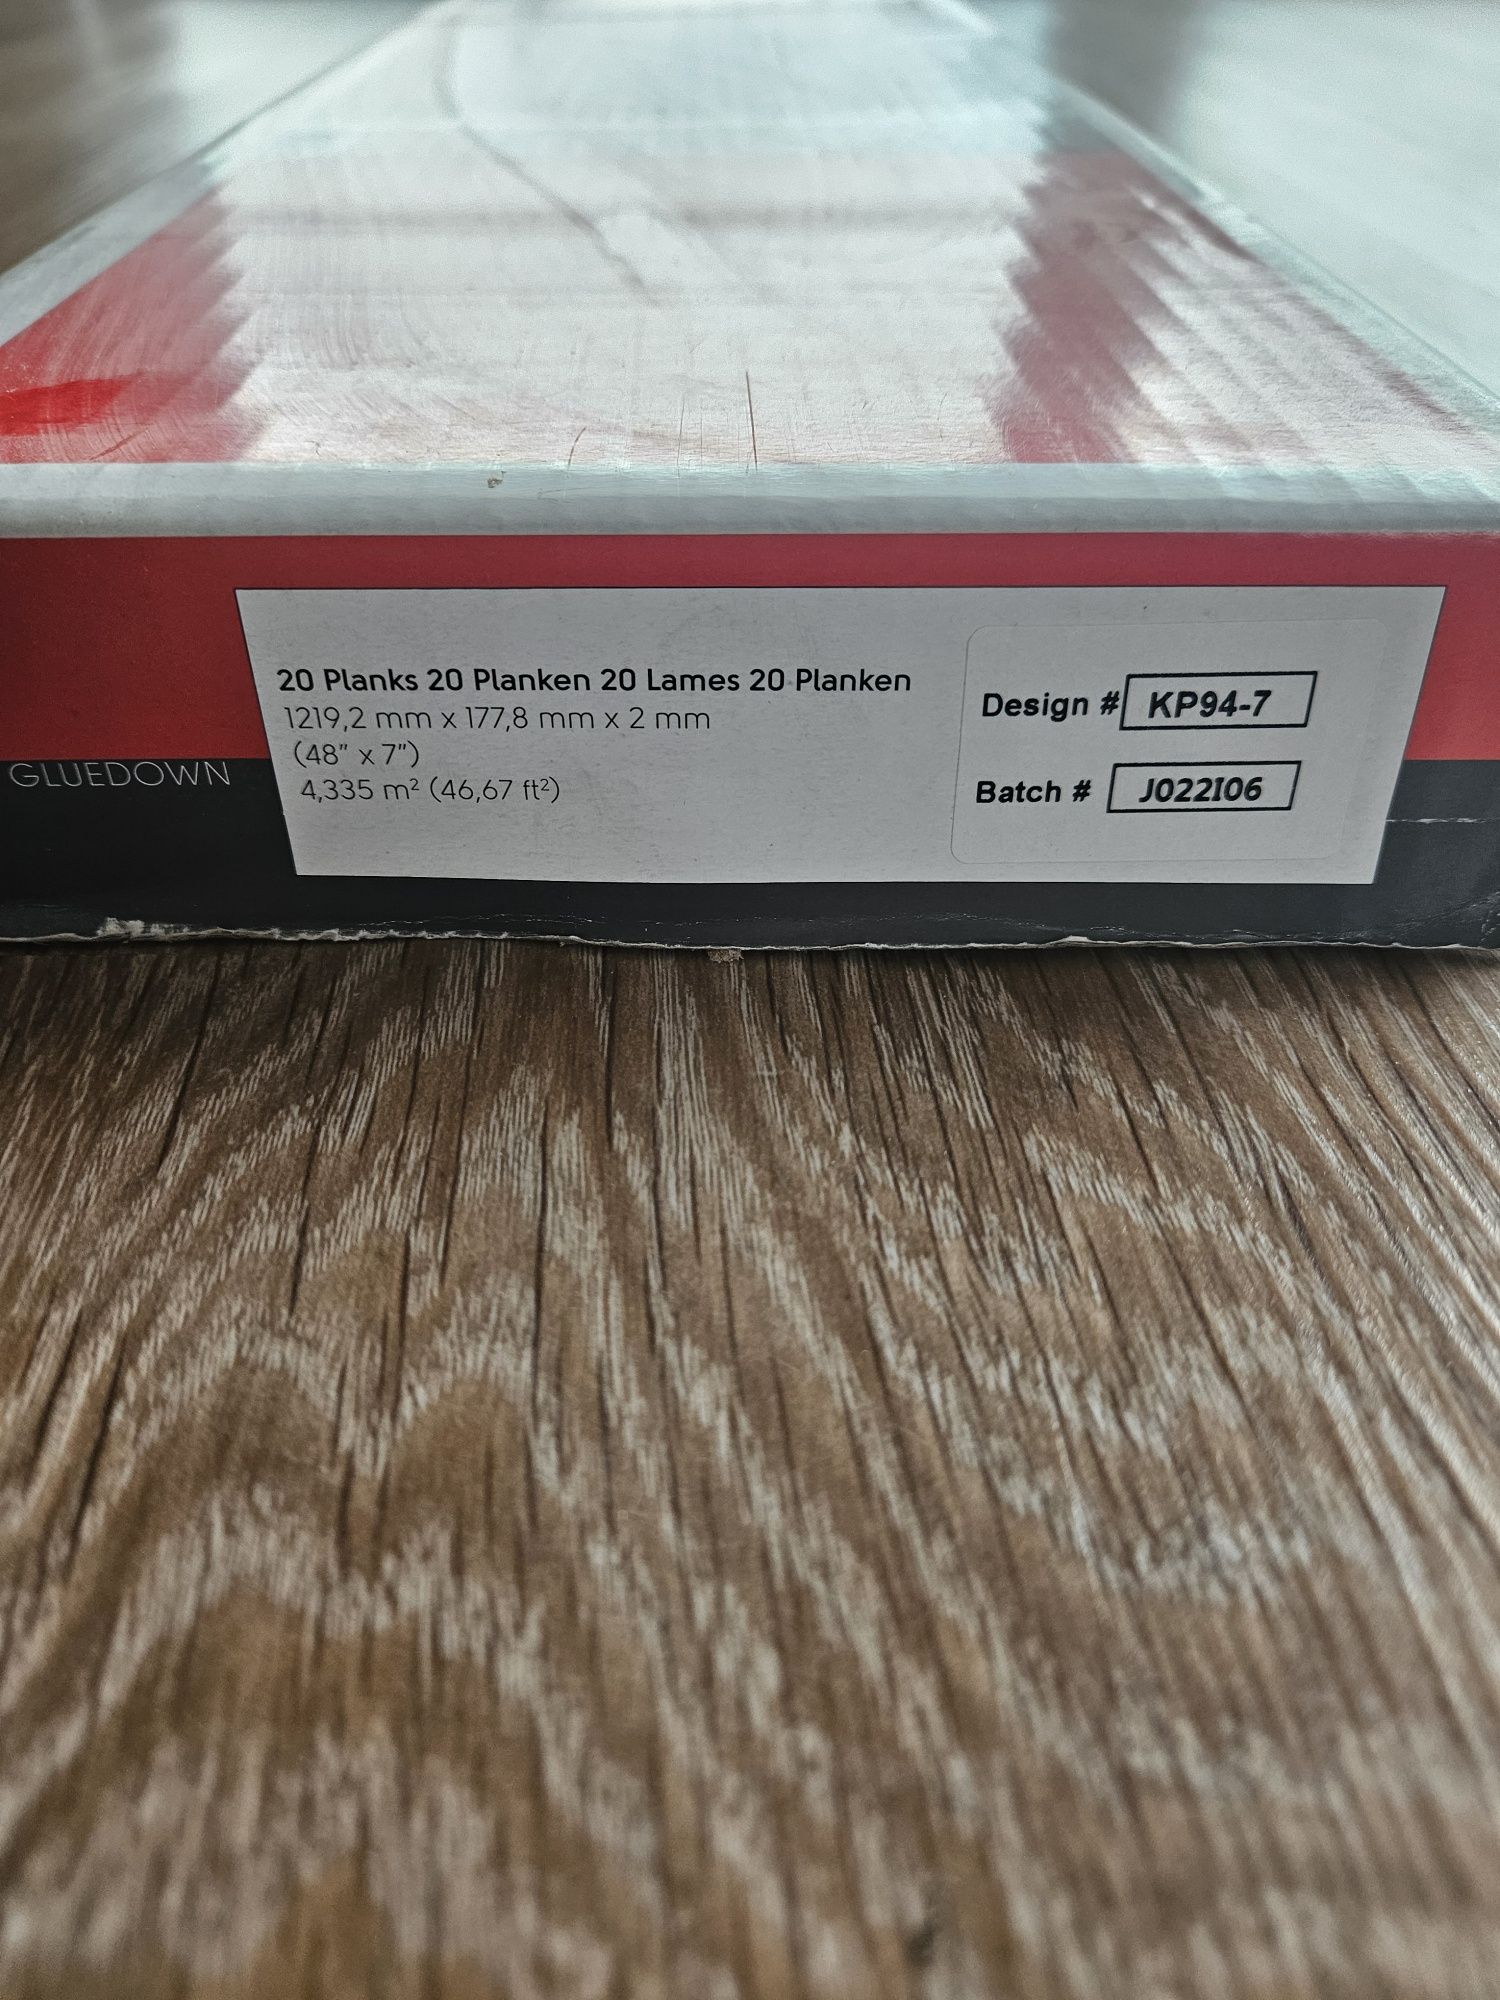 20 Planks 20 Planken 20 Lames 20 Planken
1219,2 mm x 177,8 mm x 2 mm
(48" x 7")
4,335 m² (46,67 ft²)
Design # KP94-7
Batch # J022I06
GLUEDOWN